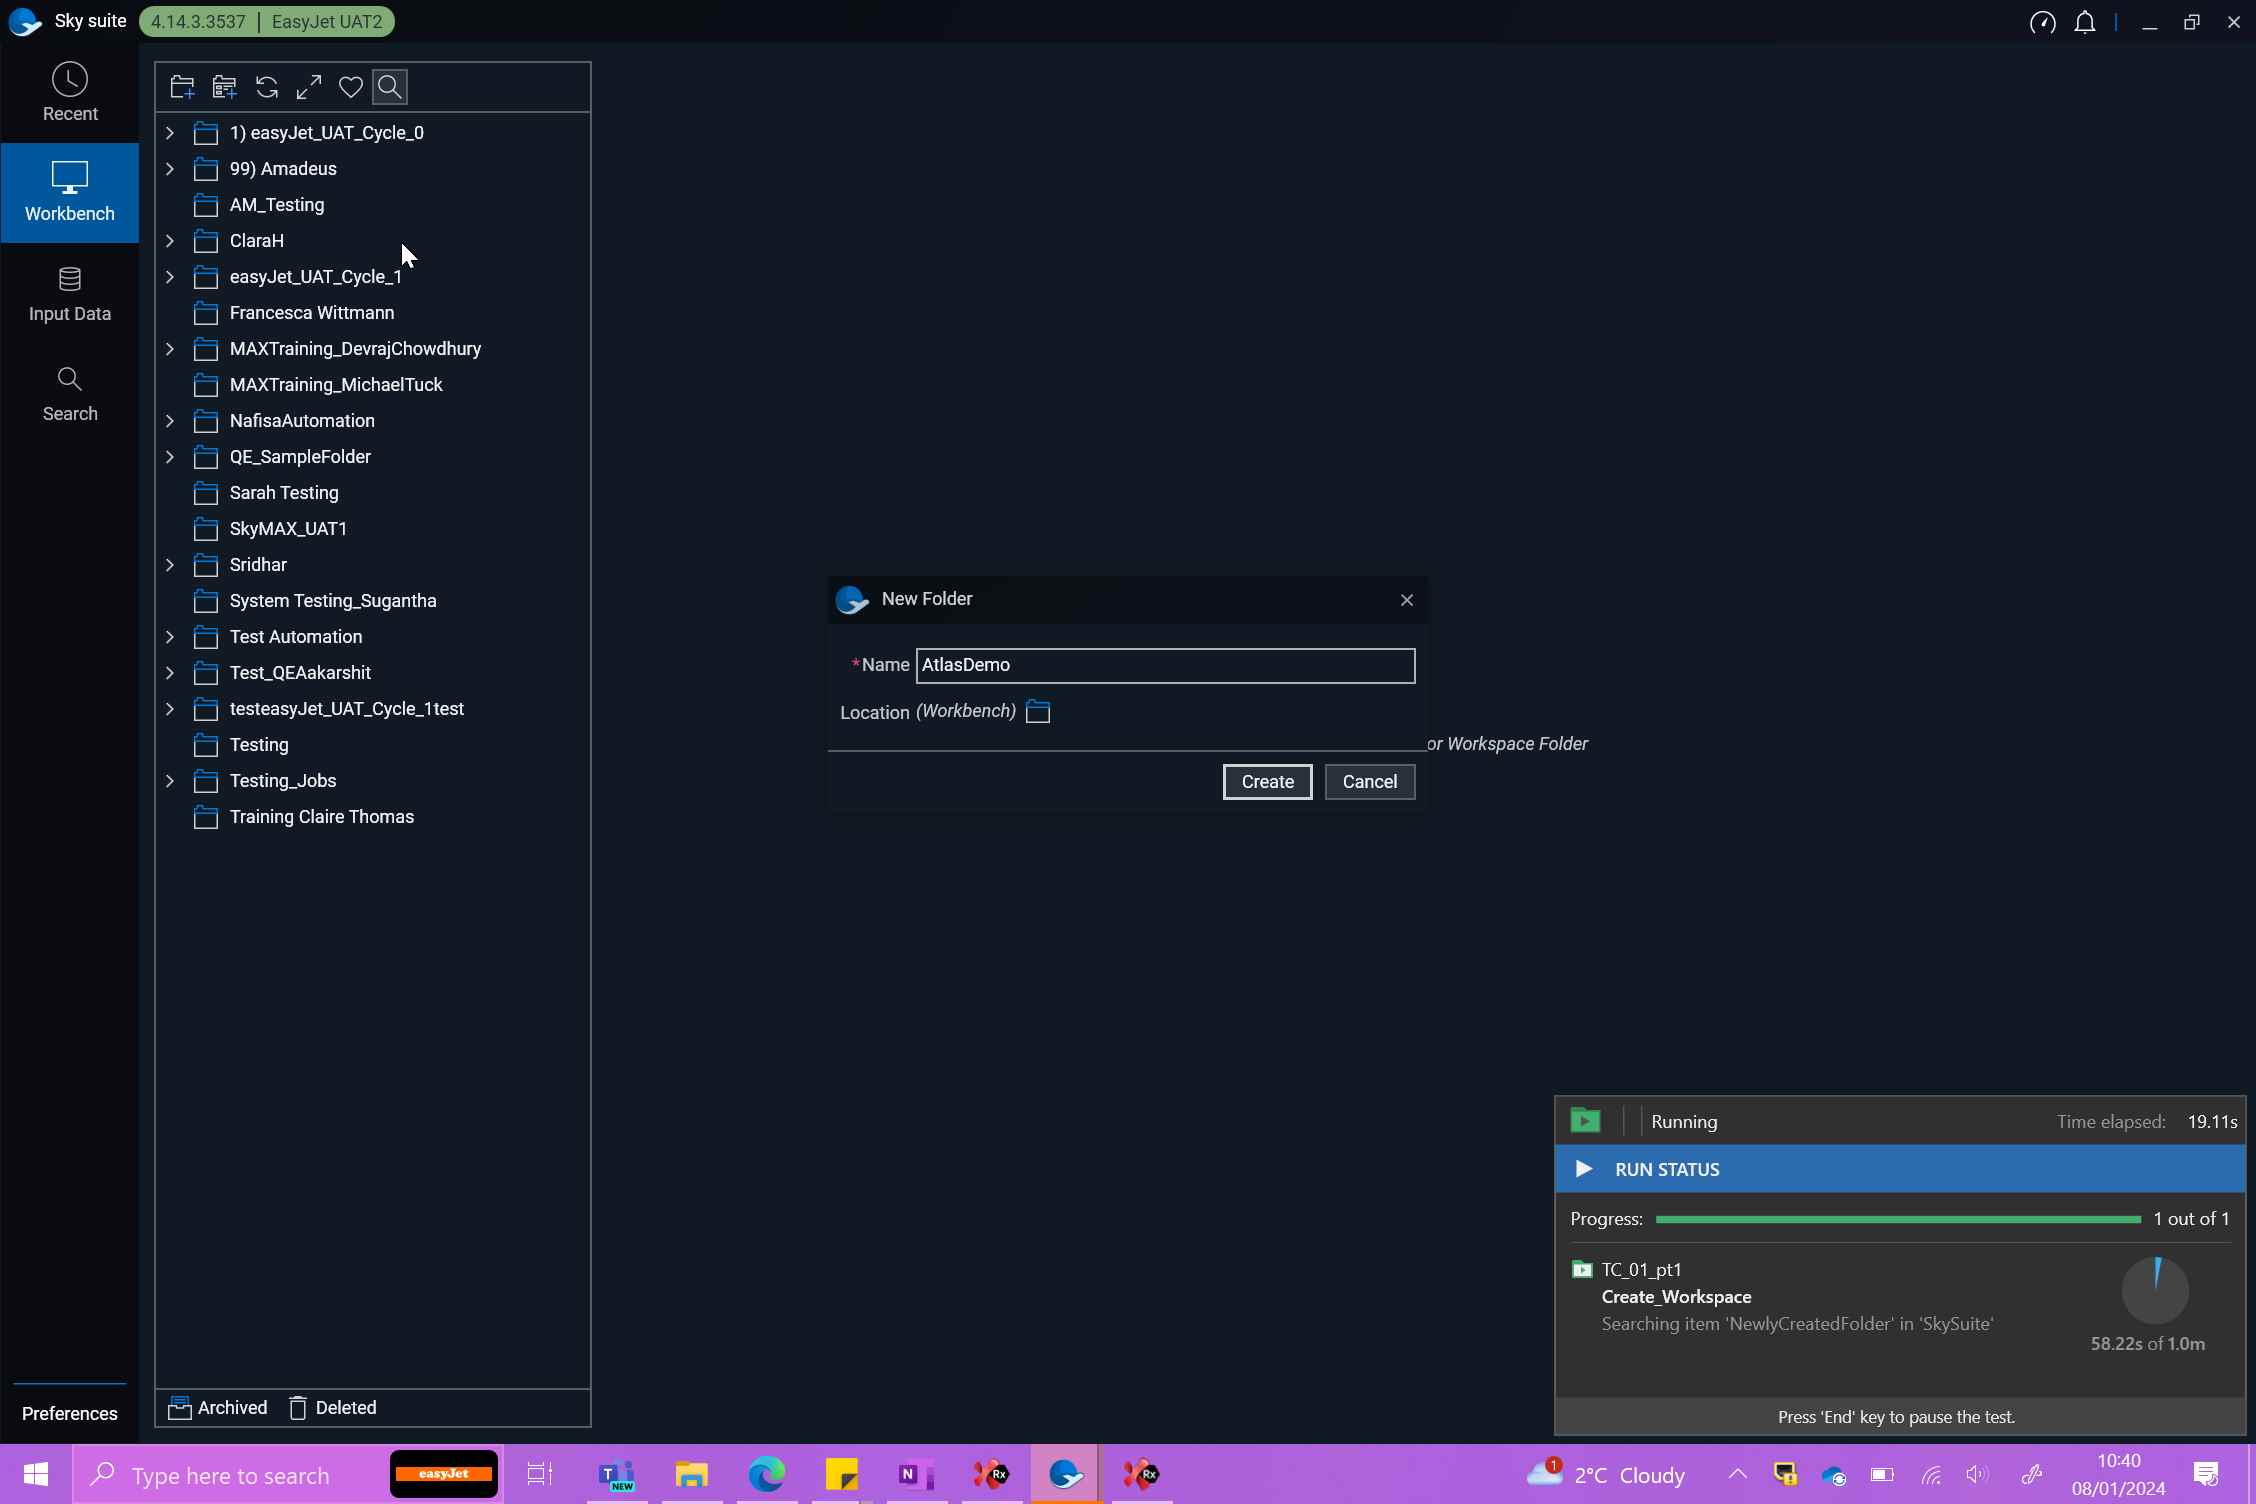 Sky suite 4.14.3.3537 | EasyJet UAT2
Recent
Workbench
Input Data
Search
Preferences
1) easyJet_UAT_Cycle_0
99) Amadeus
AM_Testing
ClaraH
easyJet_UAT_Cycle_1
Francesca Wittmann
MAXTraining_DevrajChowdhury
MAXTraining_MichaelTuck
NafisaAutomation
QE_SampleFolder
Sarah Testing
SkyMAX_UAT1
Sridhar
System Testing_Sugantha
Test Automation
Test_QEAakarshit
testeasyJet_UAT_Cycle_1test
Testing
Testing_Jobs
Training Claire Thomas
Archived Deleted
New Folder
*Name AtlasDemo
Location (Workbench)
Create Cancel
or Workspace Folder
Running Time elapsed: 19.11s
RUN STATUS
Progress: 1 out of 1
TC_01_pt1
Create_Workspace
Searching item 'NewlyCreatedFolder' in 'SkySuite'
58.22s of 1.0m
Press 'End' key to pause the test.
Type here to search
easyJet
T
NEW
N
Rx
Rx
1
2°C Cloudy
10:40
08/01/2024